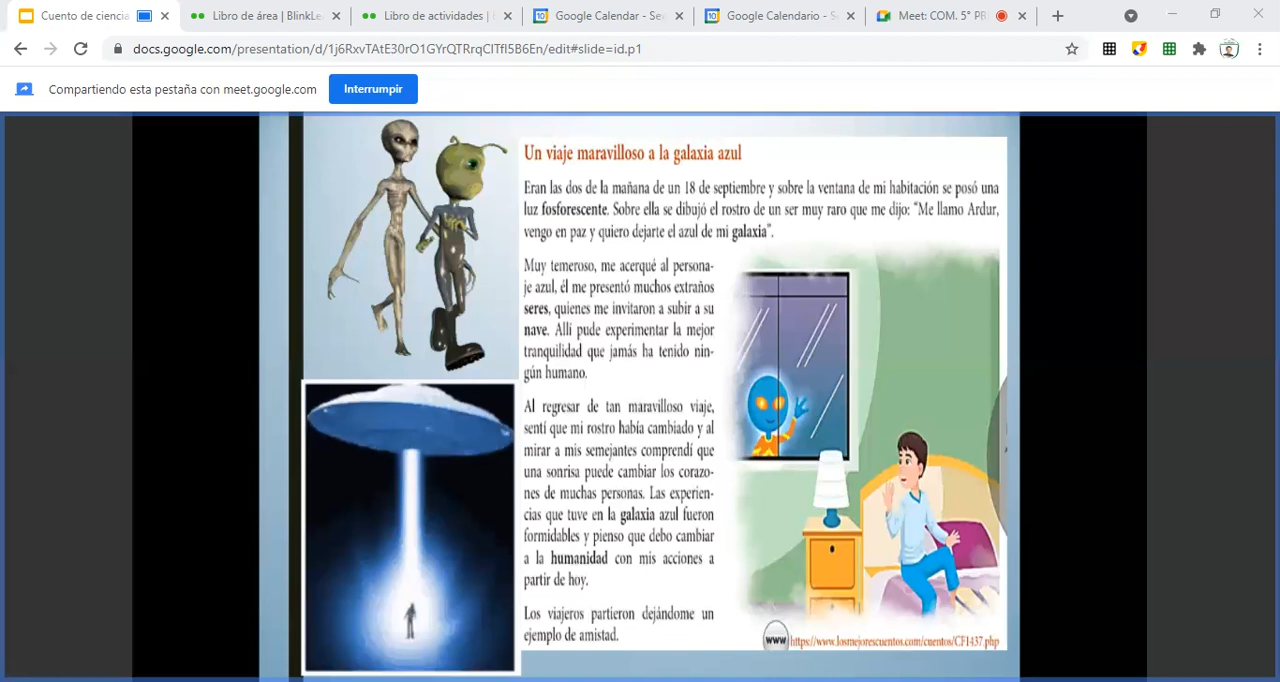 Cuento de ciencia
Libro de área | BlinkLe
Libro de actividades |
Google Calendar - Se
Google Calendario - S
Meet: COM. 5° PR
docs.google.com/presentation/d/1j6RxvTAtE30rO1GYrQTRrqClTfl5B6En/edit#slide=id.p1
Compartiendo esta pestaña con meet.google.com
Interrumpir
Un viaje maravilloso a la galaxia azul
Eran las dos de la mañana de un 18 de septiembre y sobre la ventana de mi habitación se posó una
luz fosforescente. Sobre ella se dibujó el rostro de un ser muy raro que me dijo: “Me llamo Ardur,
vengo en paz y quiero dejarte el azul de mi galaxia”.
Muy temeroso, me acerqué al persona-
je azul, él me presentó muchos extraños
seres, quienes me invitaron a subir a su
nave. Allí pude experimentar la mejor
tranquilidad que jamás ha tenido nin-
gún humano.
Al regresar de tan maravilloso viaje,
sentí que mi rostro había cambiado y al
mirar a mis semejantes comprendí que
una sonrisa puede cambiar los corazo-
nes de muchas personas. Las experien-
cias que tuve en la galaxia azul fueron
formidables y pienso que debo cambiar
a la humanidad con mis acciones a
partir de hoy.
Los viajeros partieron dejándome un
ejemplo de amistad.
www https://www.losmejorescuentos.com/cuentos/CF1437.php